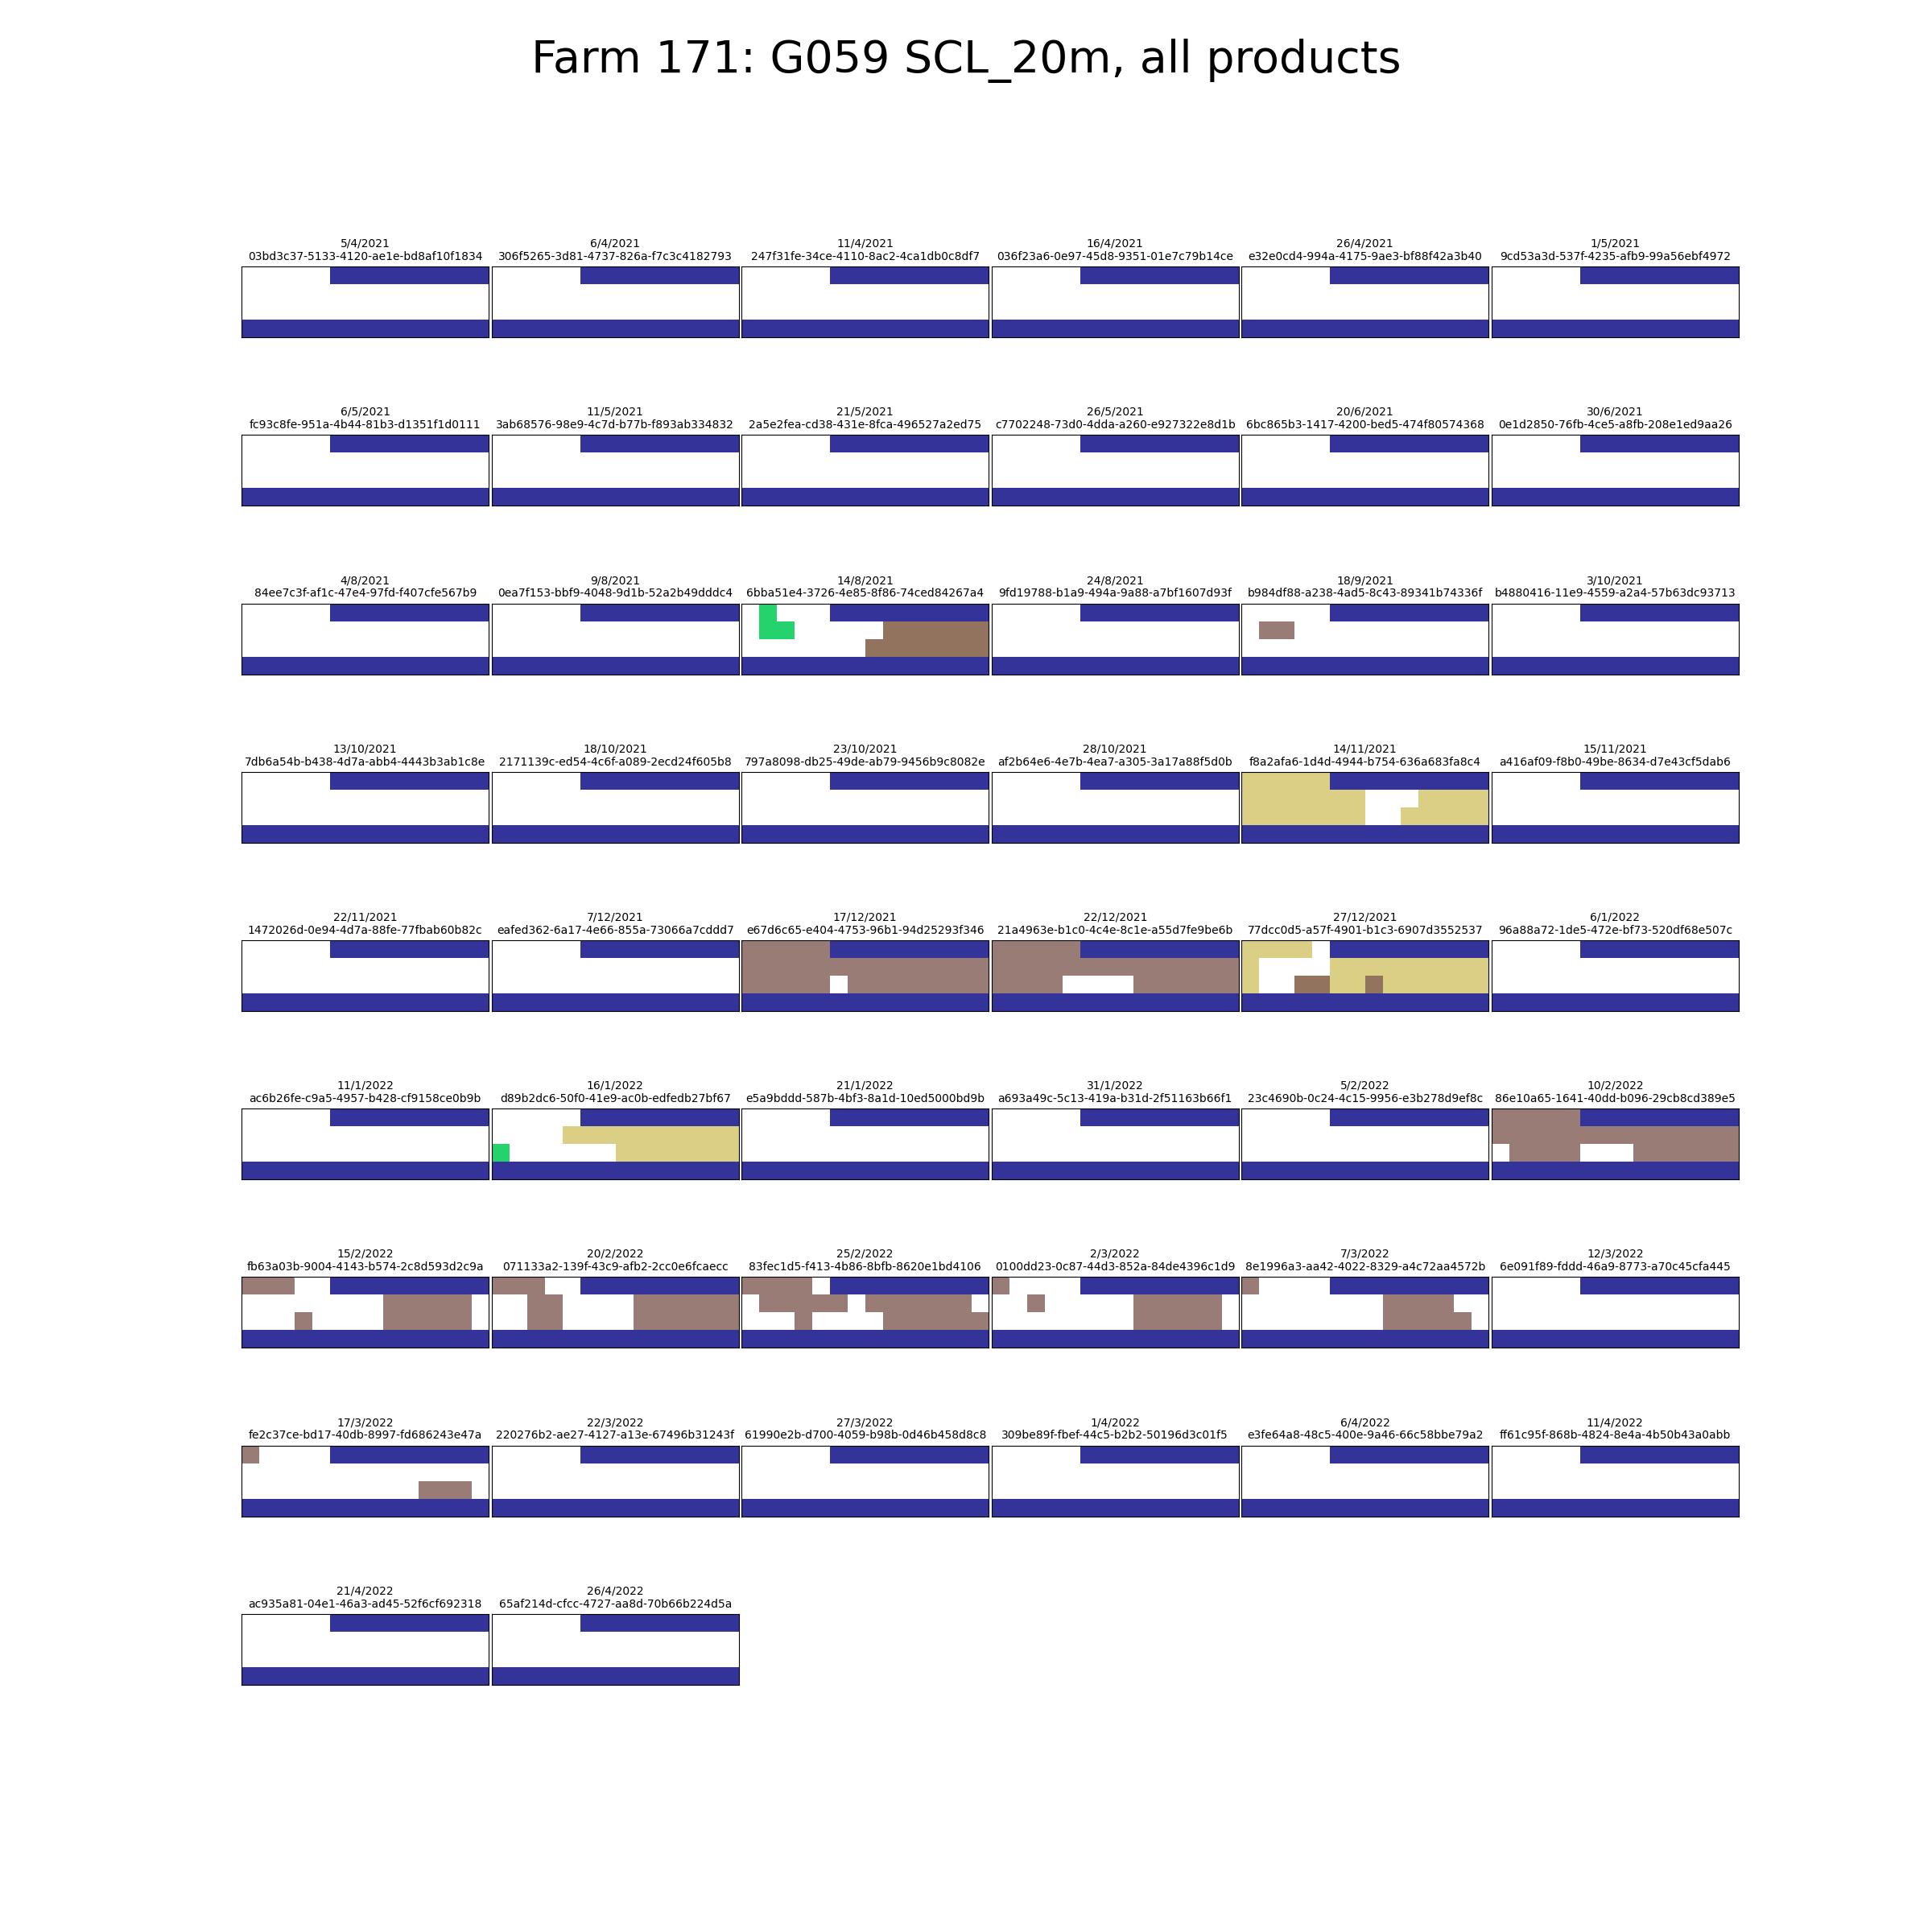 Farm 171: G059 SCL_20m, all products
5/4/2021
03bd3c37-5133-4120-ae1e-bd8af10f1834
6/4/2021
306f5265-3d81-4737-826a-f7c3c4182793
11/4/2021
247f31fe-34ce-4110-8ac2-4ca1db0c8df7
16/4/2021
036f23a6-0e97-45d8-9351-01e7c79b14ce
26/4/2021
e32e0cd4-994a-4175-9ae3-bf88f42a3b40
1/5/2021
9cd53a3d-537f-4235-afb9-99a56ebf4972
6/5/2021
fc93c8fe-951a-4b44-81b3-d1351f1d0111
11/5/2021
3ab68576-98e9-4c7d-b77b-f893ab334832
21/5/2021
2a5e2fea-cd38-431e-8fca-496527a2ed75
26/5/2021
c7702248-73d0-4dda-a260-e927322e8d1b
20/6/2021
6bc865b3-1417-4200-bed5-474f80574368
30/6/2021
0e1d2850-76fb-4ce5-a8fb-208e1ed9aa26
4/8/2021
84ee7c3f-af1c-47e4-97fd-f407cfe567b9
9/8/2021
0ea7f153-bbf9-4048-9d1b-52a2b49dddc4
14/8/2021
6bba51e4-3726-4e85-8f86-74ced84267a4
24/8/2021
9fd19788-b1a9-494a-9a88-a7bf1607d93f
18/9/2021
b984df88-a238-4ad5-8c43-89341b74336f
3/10/2021
b4880416-11e9-4559-a2a4-57b63dc93713
13/10/2021
7db6a54b-b438-4d7a-abb4-4443b3ab1c8e
18/10/2021
2171139c-ed54-4c6f-a089-2ecd24f605b8
23/10/2021
797a8098-db25-49de-ab79-9456b9c8082e
28/10/2021
af2b64e6-4e7b-4ea7-a305-3a17a88f5d0b
14/11/2021
f8a2afa6-1d4d-4944-b754-636a683fa8c4
15/11/2021
a416af09-f8b0-49be-8634-d7e43cf5dab6
22/11/2021
1472026d-0e94-4d7a-88fe-77fbab60b82c
7/12/2021
eafed362-6a17-4e66-855a-73066a7cddd7
17/12/2021
e67d6c65-e404-4753-96b1-94d25293f346
22/12/2021
21a4963e-b1c0-4c4e-8c1e-a55d7fe9be6b
27/12/2021
77dcc0d5-a57f-4901-b1c3-6907d3552537
6/1/2022
96a88a72-1de5-472e-bf73-520df68e507c
11/1/2022
ac6b26fe-c9a5-4957-b428-cf9158ce0b9b
16/1/2022
d89b2dc6-50f0-41e9-ac0b-edfedb27bf67
21/1/2022
e5a9bddd-587b-4bf3-8a1d-10ed5000bd9b
31/1/2022
a693a49c-5c13-419a-b31d-2f51163b66f1
5/2/2022
23c4690b-0c24-4c15-9956-e3b278d9ef8c
10/2/2022
86e10a65-1641-40dd-b096-29cb8cd389e5
15/2/2022
fb63a03b-9004-4143-b574-2c8d593d2c9a
20/2/2022
071133a2-139f-43c9-afb2-2cc0e6fcaecc
25/2/2022
83fec1d5-f413-4b86-8bfb-8620e1bd4106
2/3/2022
0100dd23-0c87-44d3-852a-84de4396c1d9
7/3/2022
8e1996a3-aa42-4022-8329-a4c72aa4572b
12/3/2022
6e091f89-fddd-46a9-8773-a70c45cfa445
17/3/2022
fe2c37ce-bd17-40db-8997-fd686243e47a
22/3/2022
220276b2-ae27-4127-a13e-67496b31243f
27/3/2022
61990e2b-d700-4059-b98b-0d46b458d8c8
1/4/2022
309be89f-fbef-44c5-b2b2-50196d3c01f5
6/4/2022
e3fe64a8-48c5-400e-9a46-66c58bbe79a2
11/4/2022
ff61c95f-868b-4824-8e4a-4b50b43a0abb
21/4/2022
ac935a81-04e1-46a3-ad45-52f6cf692318
26/4/2022
65af214d-cfcc-4727-aa8d-70b66b224d5a